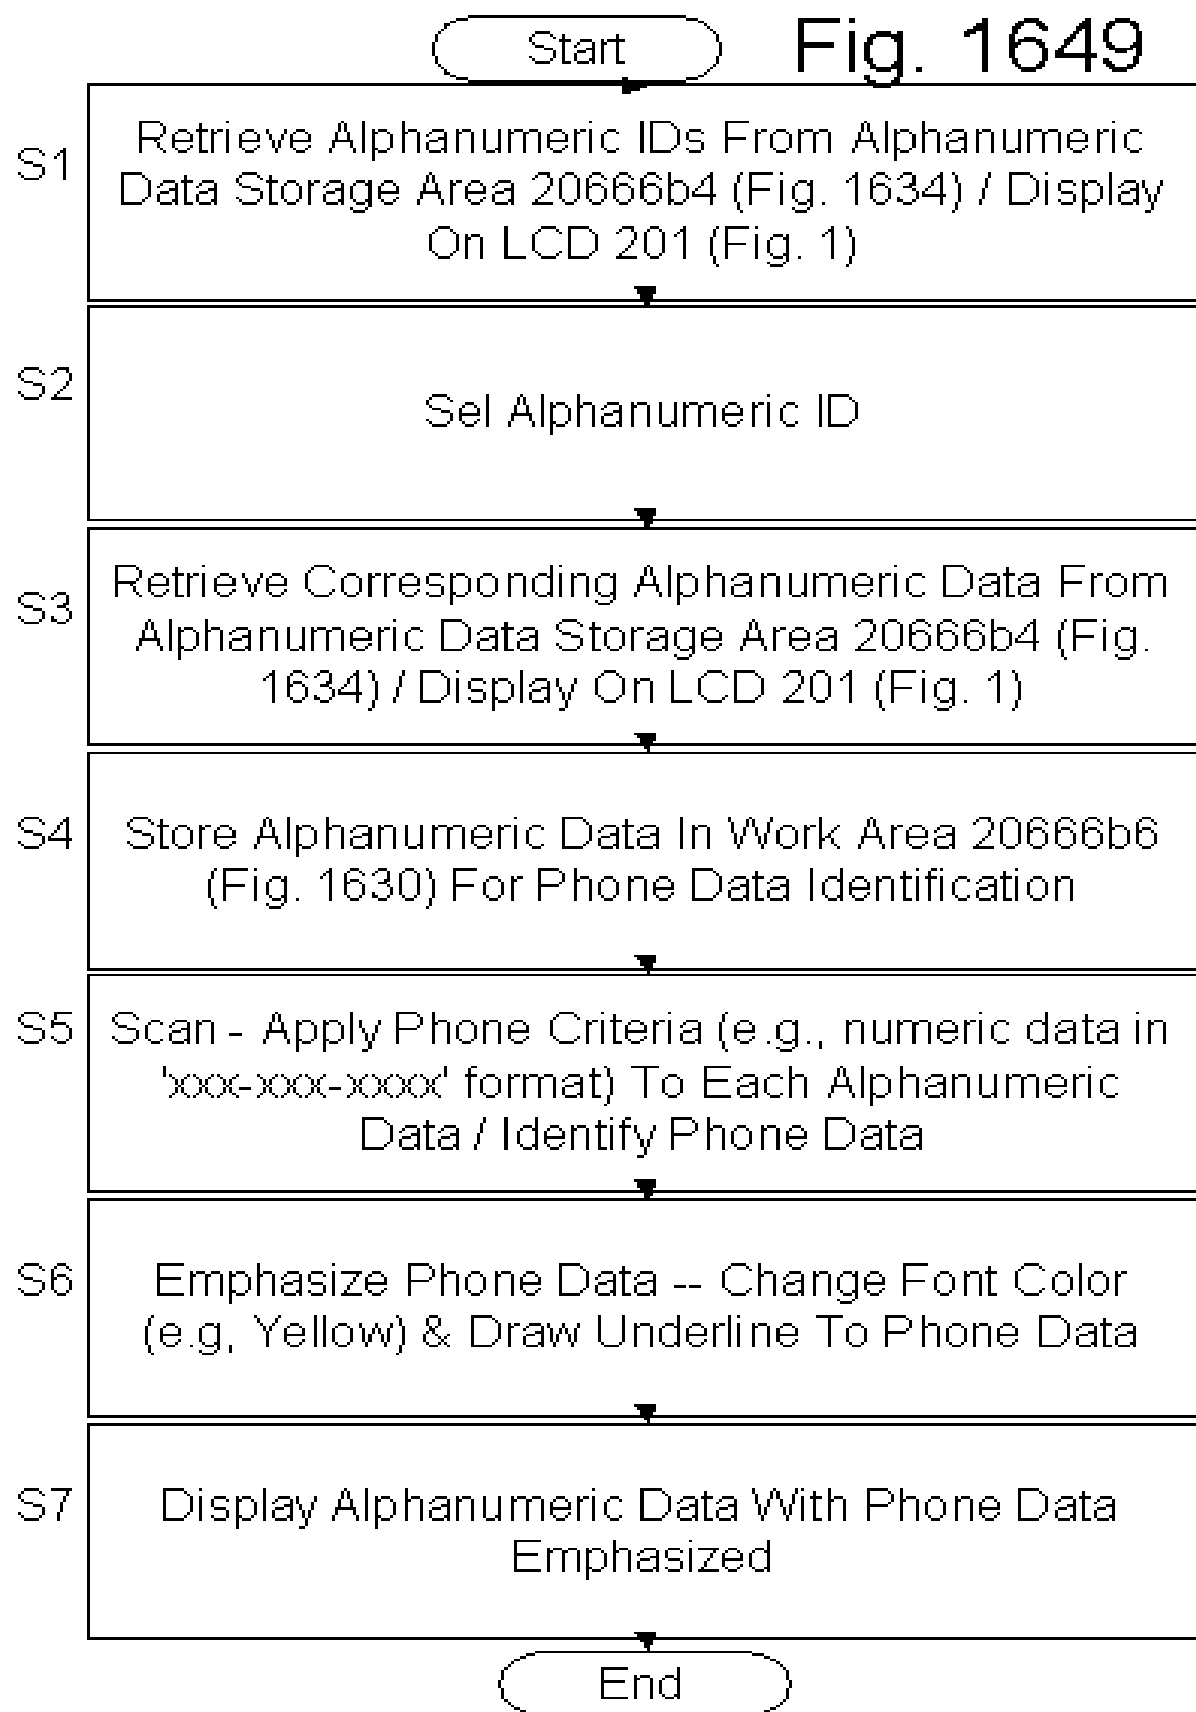 Start
Fig. 1649
S1
Retrieve Alphanumeric IDs From Alphanumeric
Data Storage Area 20666b4 (Fig. 1634) / Display
On LCD 201 (Fig. 1)
S2
Sel Alphanumeric ID
S3
Retrieve Corresponding Alphanumeric Data From
Alphanumeric Data Storage Area 20666b4 (Fig.
1634) / Display On LCD 201 (Fig. 1)
S4
Store Alphanumeric Data In Work Area 20666b6
(Fig. 1630) For Phone Data Identification
S5
Scan - Apply Phone Criteria (e.g., numeric data in
'xxx-xxx-xxxx' format) To Each Alphanumeric
Data / Identify Phone Data
S6
Emphasize Phone Data -- Change Font Color
(e.g, Yellow) & Draw Underline To Phone Data
S7
Display Alphanumeric Data With Phone Data
Emphasized
End